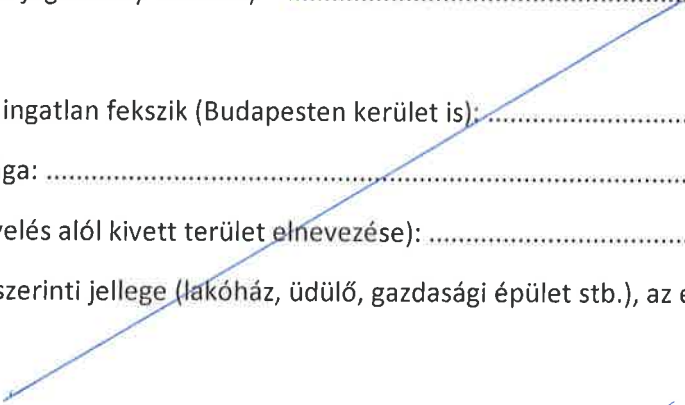 ingatlan fekszik (Budapesten kerület is): ........................................
ga: ....................................................................................................
velés alól kivett terület elnevezése): ........................................
szerinti jellege (lakóház, üdülő, gazdasági épület stb.), az e